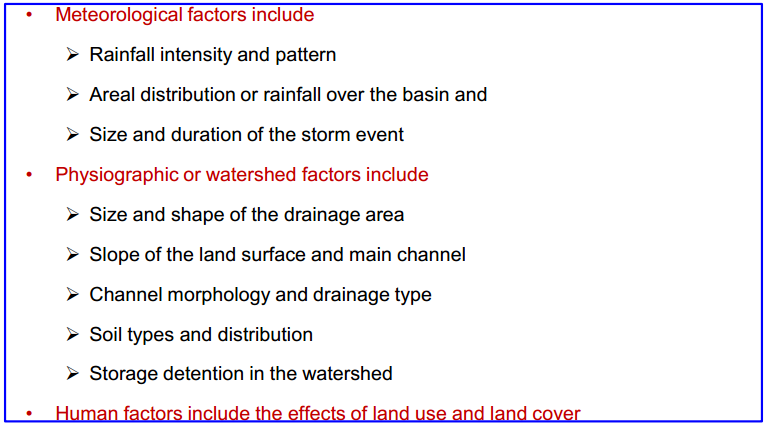 • Meteorological factors include
➢ Rainfall intensity and pattern
➢ Areal distribution or rainfall over the basin and
➢ Size and duration of the storm event
• Physiographic or watershed factors include
➢ Size and shape of the drainage area
➢ Slope of the land surface and main channel
➢ Channel morphology and drainage type
➢ Soil types and distribution
➢ Storage detention in the watershed
• Human factors include the effects of land use and land cover